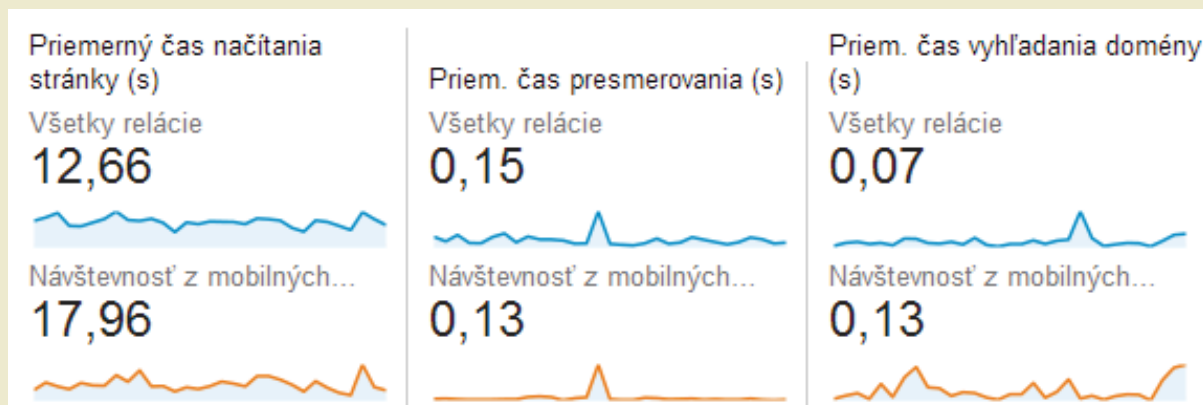 Priemerný čas načítania
stránky (s)
Všetky relácie
12,66
Návštevnosť z mobilných...
17,96
Priem. čas presmerovania (s)
Všetky relácie
0,15
Návštevnosť z mobilných...
0,13
Priem. čas vyhľadania domény
(s)
Všetky relácie
0,07
Návštevnosť z mobilných...
0,13